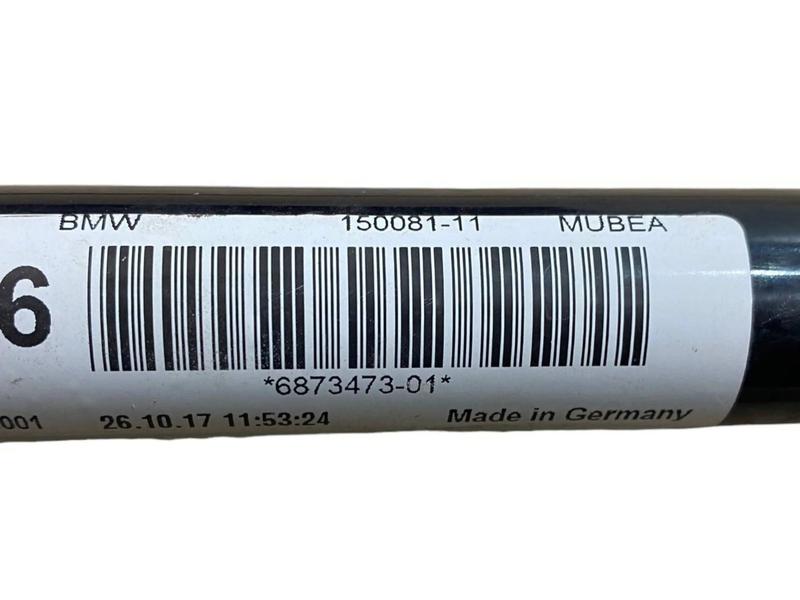 BMW 150081-11 MUBEA
6
*6873473-01*
001 26.10.17 11:53:24 Made in Germany